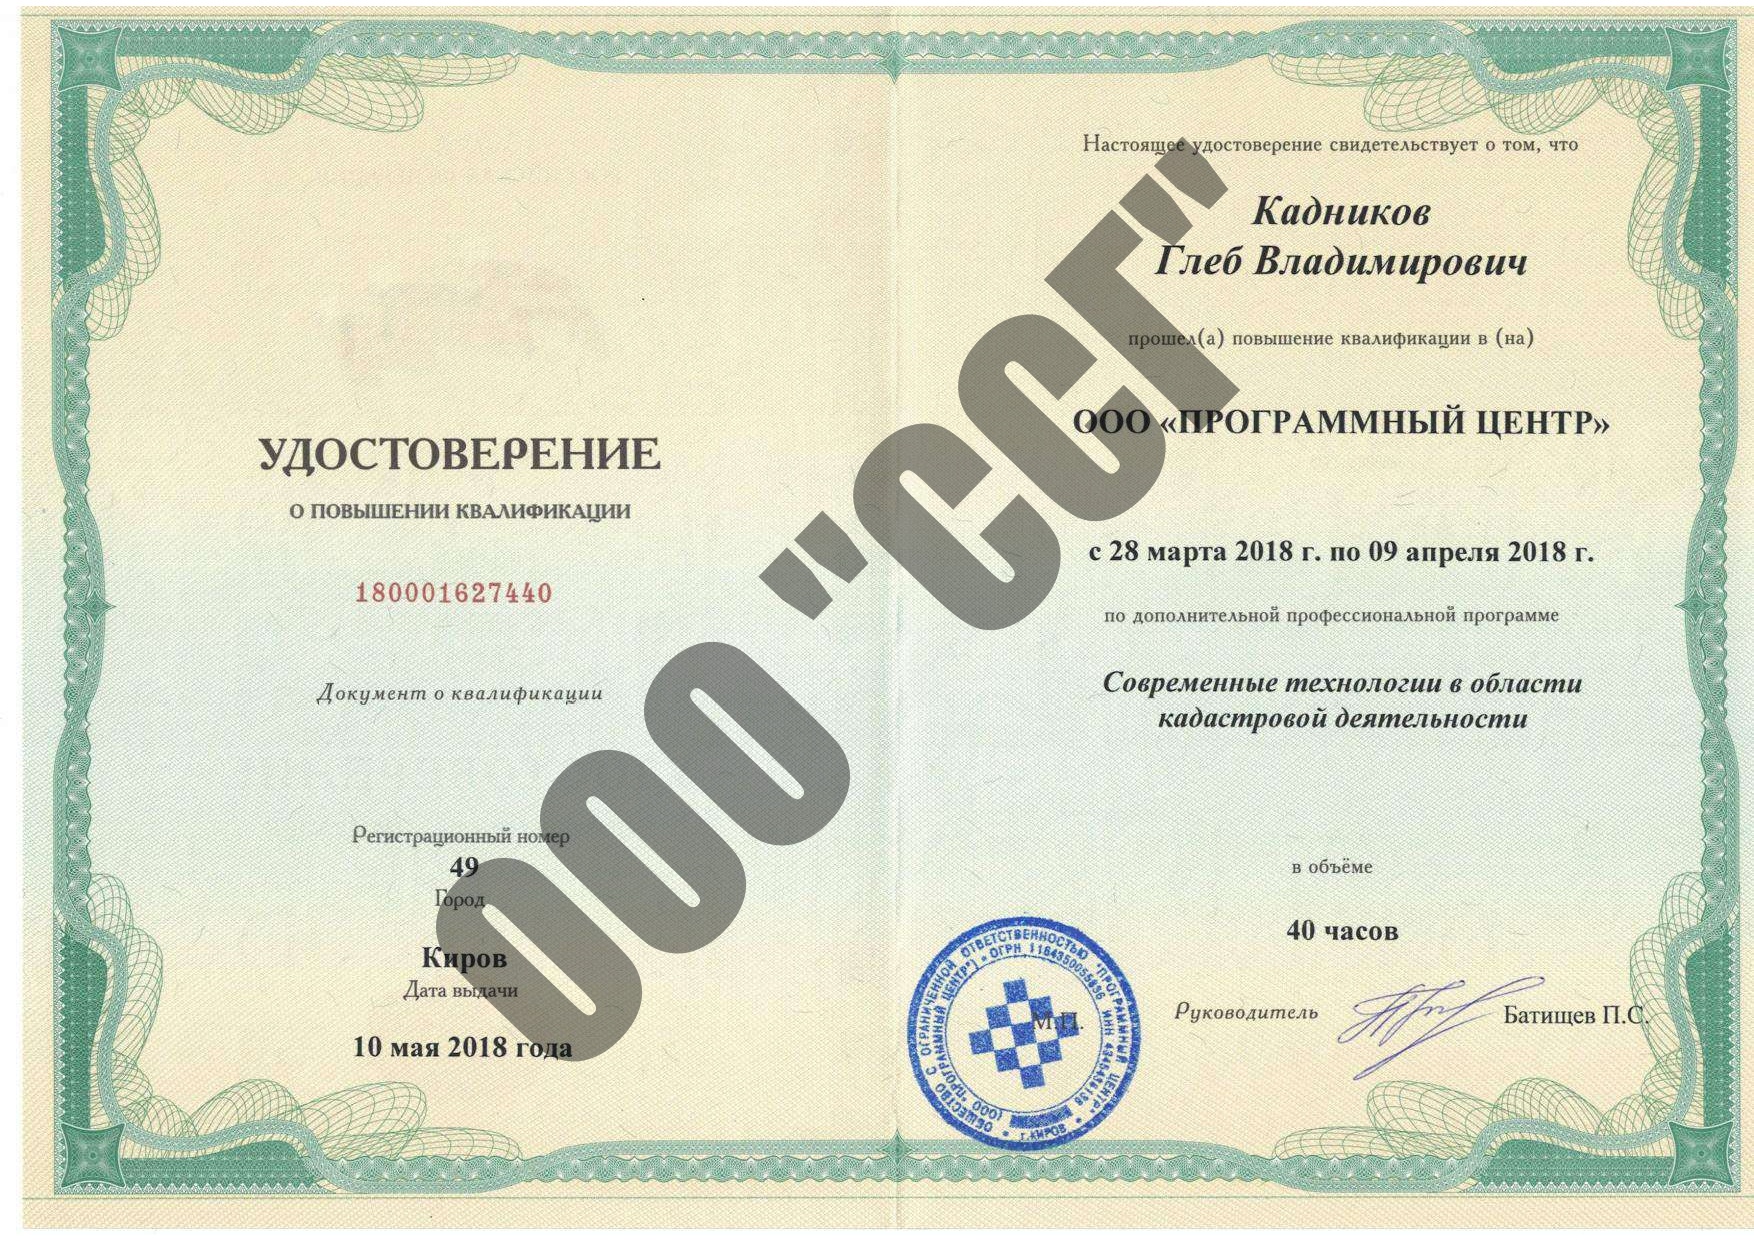 УДОСТОВЕРЕНИЕ
О ПОВЫШЕНИИ КВАЛИФИКАЦИИ
180001627440
Документ о квалификации
Регистрационный номер
49
Город
Киров
Дата выдачи
10 мая 2018 года
Настоящее удостоверение свидетельствует о том, что
Кадников
Глеб Владимирович
прошел(а) повышение квалификации в (на)
ООО «ПРОГРАММНЫЙ ЦЕНТР»
с 28 марта 2018 г. по 09 апреля 2018 г.
по дополнительной профессиональной программе
Современные технологии в области
кадастровой деятельности
в объёме
40 часов
Руководитель
Батищев П.С.
М.П.
ОБЩЕСТВО С ОГРАНИЧЕННОЙ ОТВЕТСТВЕННОСТЬЮ "ПРОГРАММНЫЙ ЦЕНТР"
(ООО "ПРОГРАММНЫЙ ЦЕНТР") * ОГРН
ИНН
г.КИРОВ
ООО "ССГ"